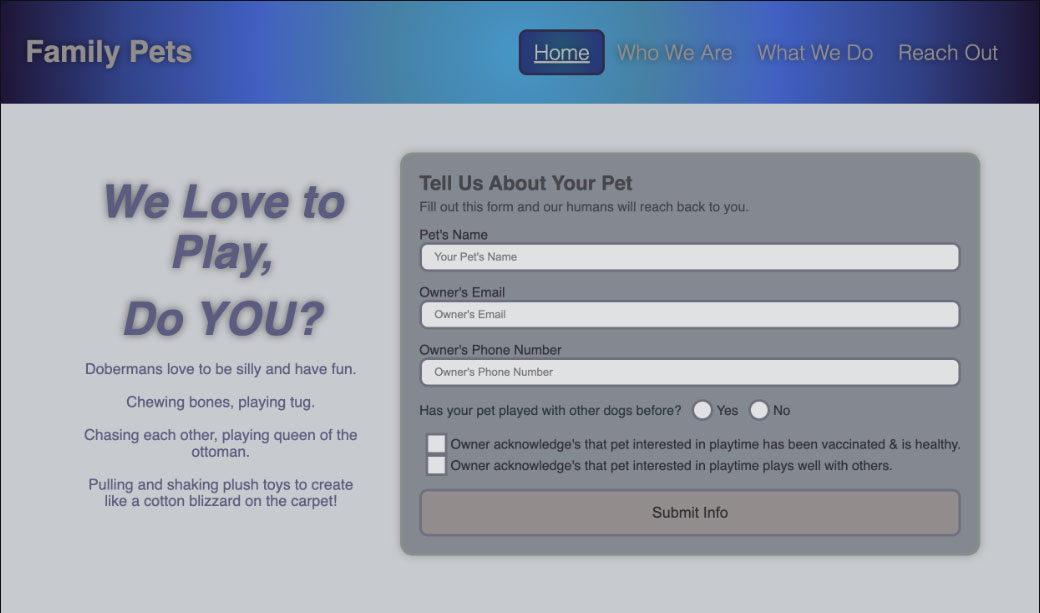 Family Pets
Home Who We Are What We Do Reach Out
We Love to
Play,
Do YOU?
Dobermans love to be silly and have fun.
Chewing bones, playing tug.
Chasing each other, playing queen of the
ottoman.
Pulling and shaking plush toys to create
like a cotton blizzard on the carpet!
Tell Us About Your Pet
Fill out this form and our humans will reach back to you.
Pet's Name
Your Pet's Name
Owner's Email
Owner's Email
Owner's Phone Number
Owner's Phone Number
Has your pet played with other dogs before? Yes No
Owner acknowledge's that pet interested in playtime has been vaccinated & is healthy.
Owner acknowledge's that pet interested in playtime plays well with others.
Submit Info